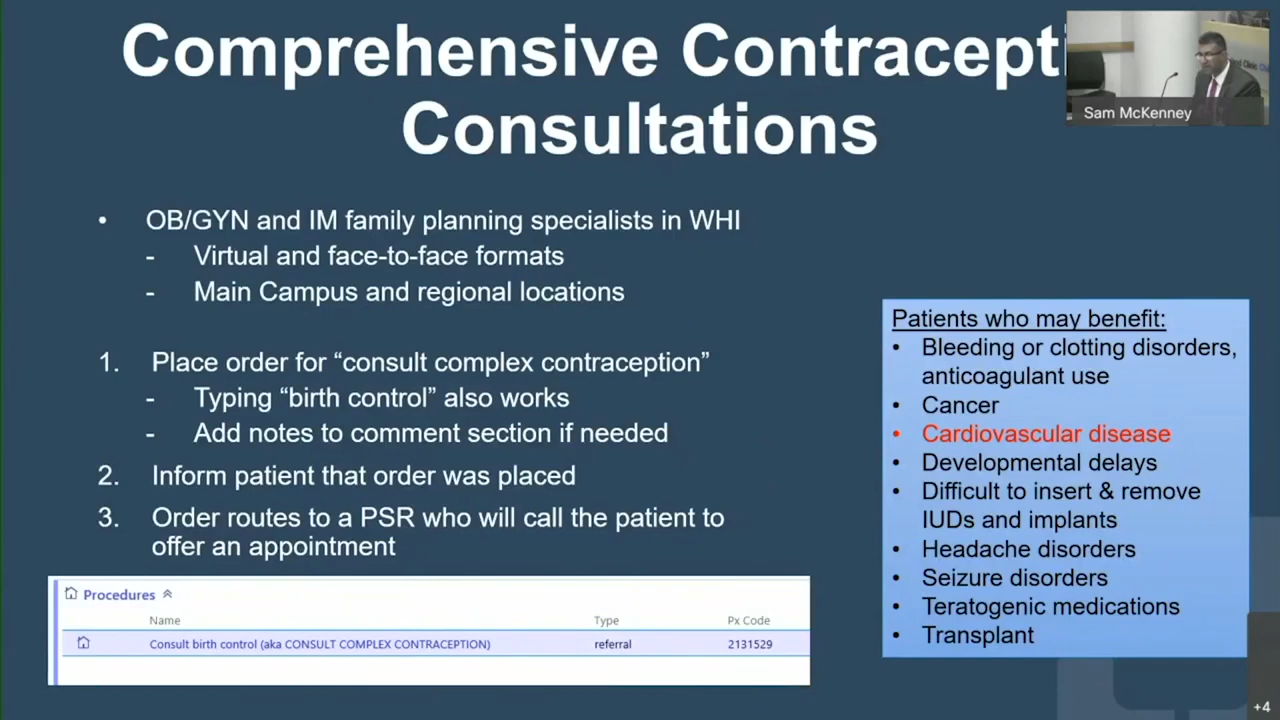 Comprehensive Contracepti
Consultations
Sam McKenney
• OB/GYN and IM family planning specialists in WHI
- Virtual and face-to-face formats
- Main Campus and regional locations
1. Place order for “consult complex contraception”
- Typing “birth control” also works
- Add notes to comment section if needed
2. Inform patient that order was placed
3. Order routes to a PSR who will call the patient to
offer an appointment
Procedures
Name Type Px Code
Consult birth control (aka CONSULT COMPLEX CONTRACEPTION) referral 2131529
Patients who may benefit:
• Bleeding or clotting disorders,
anticoagulant use
• Cancer
• Cardiovascular disease
• Developmental delays
• Difficult to insert & remove
IUDs and implants
• Headache disorders
• Seizure disorders
• Teratogenic medications
• Transplant
+4